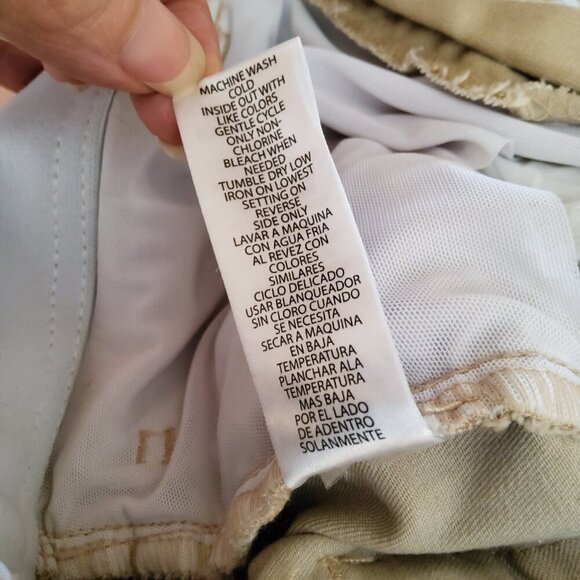 MACHINE WASH
COLD
INSIDE OUT WITH
LIKE COLORS
GENTLE CYCLE
ONLY NON
CHLORINE
BLEACH WHEN
NEEDED
TUMBLE DRY LOW
IRON ON LOWEST
SETTING ON
REVERSE
SIDE ONLY
LAVAR A MAQUINA
CON AGUA FRIA
AL REVEZ CON
COLORES
SIMILARES
CICLO DELICADO
USAR BLANQUEADOR
SIN CLORO CUANDO
SE NECESITA
SECAR A MAQUINA
EN BAJA
TEMPERATURA
PLANCHAR ALA
TEMPERATURA
MAS BAJA
POR EL LADO
DE ADENTRO
SOLANMENTE